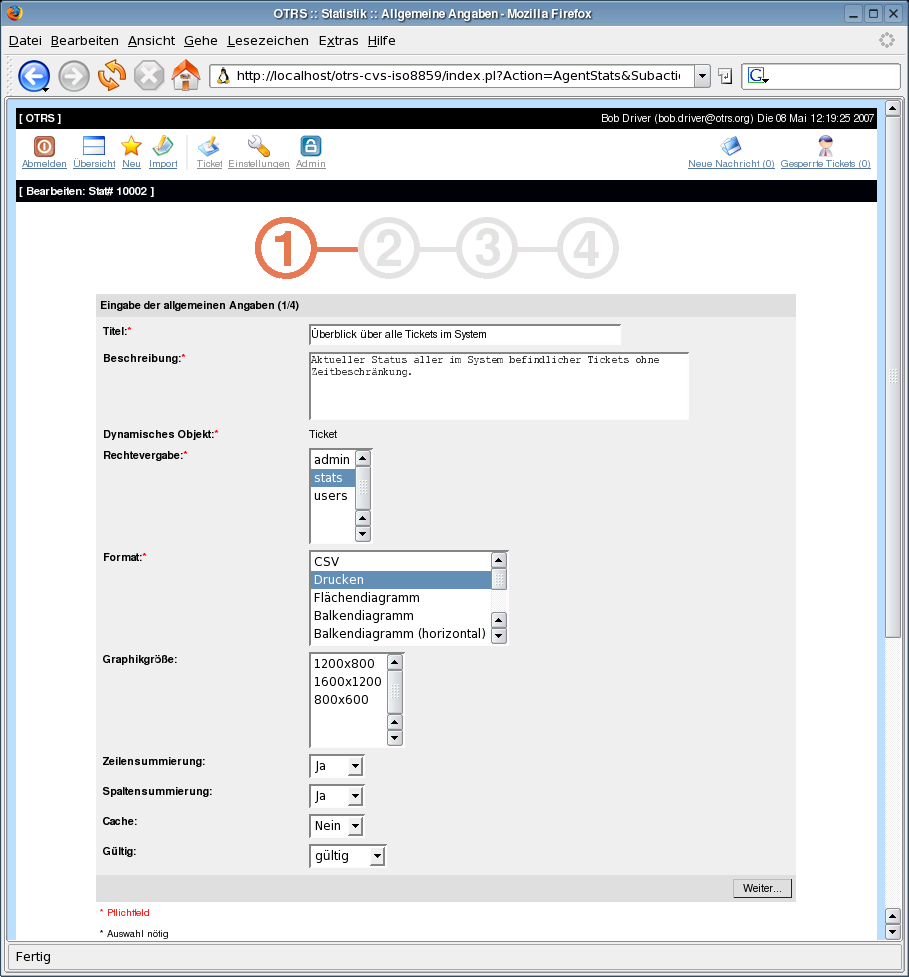 OTRS :: Statistik :: Allgemeine Angaben - Mozilla Firefox
Datei Bearbeiten Ansicht Gehe Lesezeichen Extras Hilfe
http://localhost/otrs-cvs-iso8859/index.pl?Action=AgentStats&Subactic
G
[ OTRS ] Bob Driver (bob.driver@otrs.org) Die 08 Mai 12:19:25 2007
Abmelden Übersicht Neu Import Ticket Einstellungen Admin Neue Nachricht (0) Gesperrte Tickets (0)
[ Bearbeiten: Stat# 10002 ]
1 2 3 4
Eingabe der allgemeinen Angaben (1/4)
Titel:* Überblick über alle Tickets im System
Beschreibung:* Aktueller Status aller im System befindlicher Tickets ohne
Zeitbeschränkung.
Dynamisches Objekt:* Ticket
Rechtevergabe:* admin
stats
users
Format:* CSV
Drucken
Flächendiagramm
Balkendiagramm
Balkendiagramm (horizontal)
Graphikgröße: 1200x800
1600x1200
800x600
Zeilensummierung: Ja
Spaltensummierung: Ja
Cache: Nein
Gültig: gültig
Weiter...
* Pflichtfeld
* Auswahl nötig
Fertig